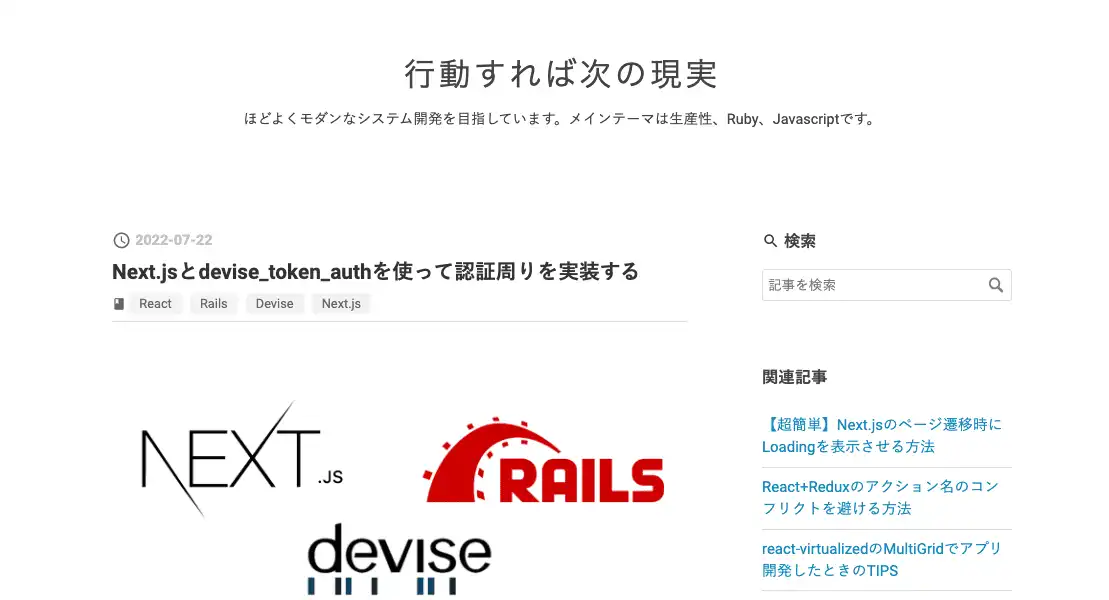 行動すれば次の現実
ほどよくモダンなシステム開発を目指しています。メインテーマは生産性、Ruby、Javascriptです。
2022-07-22
Next.jsとdevise_token_authを使って認証周りを実装する
React Rails Devise Next.js
NEXT.JS
RAILS
devise
検索
記事を検索
関連記事
【超簡単】Next.jsのページ遷移時に
Loadingを表示させる方法
React+Reduxのアクション名のコン
フリクトを避ける方法
react-virtualizedのMultiGridでアプリ
開発したときのTIPS